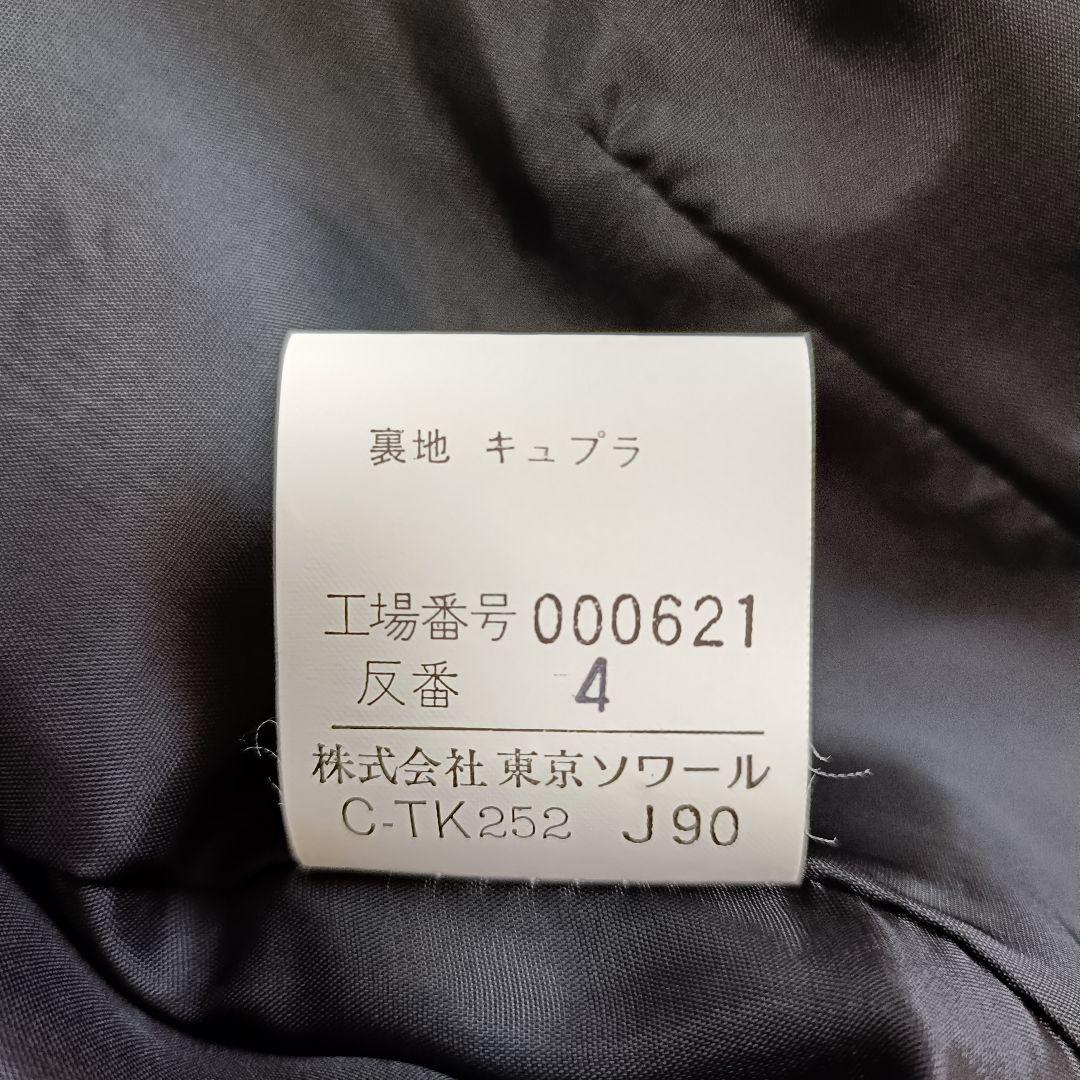 裏地 キュプラ
工場番号 000621
反番 4
株式会社 東京ソワール
C-TK252 J90